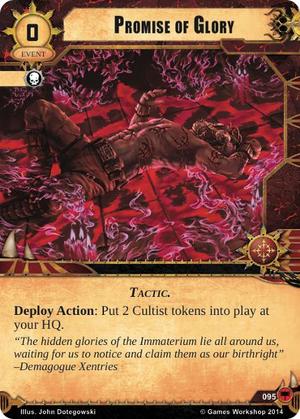 PROMISE OF GLORY
0
EVENT
TACTIC.
Deploy Action: Put 2 Cultist tokens into play at
your HQ.
“The hidden glories of the Immaterium lie all around us,
waiting for us to notice and claim them as our birthright”
–Demagogue Xentries
095
Illus. John Dotegowski
© Games Workshop 2014